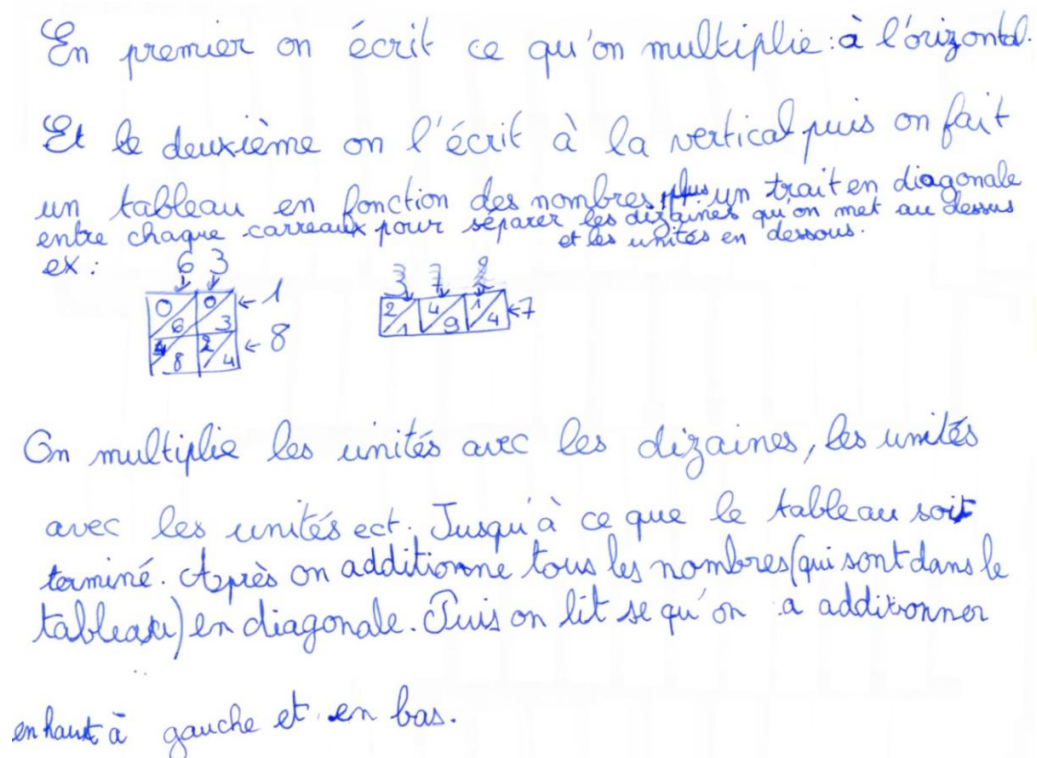 En premier on écrit ce qu'on multiplie : à l'orizontal.
Et le deuxième on l'écrit à la vertical puis on fait
un tableau en fonction des nombres plus un trait en diagonale
entre chaque carreaux pour séparer les dizaines qu'on met au dessus
et les unités en dessous.
ex :
6 3
0 6 0 3 ← 1
4 8 2 4 ← 8
3 7
2 1 4 9 1 4 ← 7
On multiplie les unités avec les dizaines, les unités
avec les unités ect. Jusqu'à ce que le tableau soit
terminé. Après on additionne tous les nombres (qui sont dans le
tableau) en diagonale. Puis on lit se qu'on a additionner
en haut à gauche et en bas.